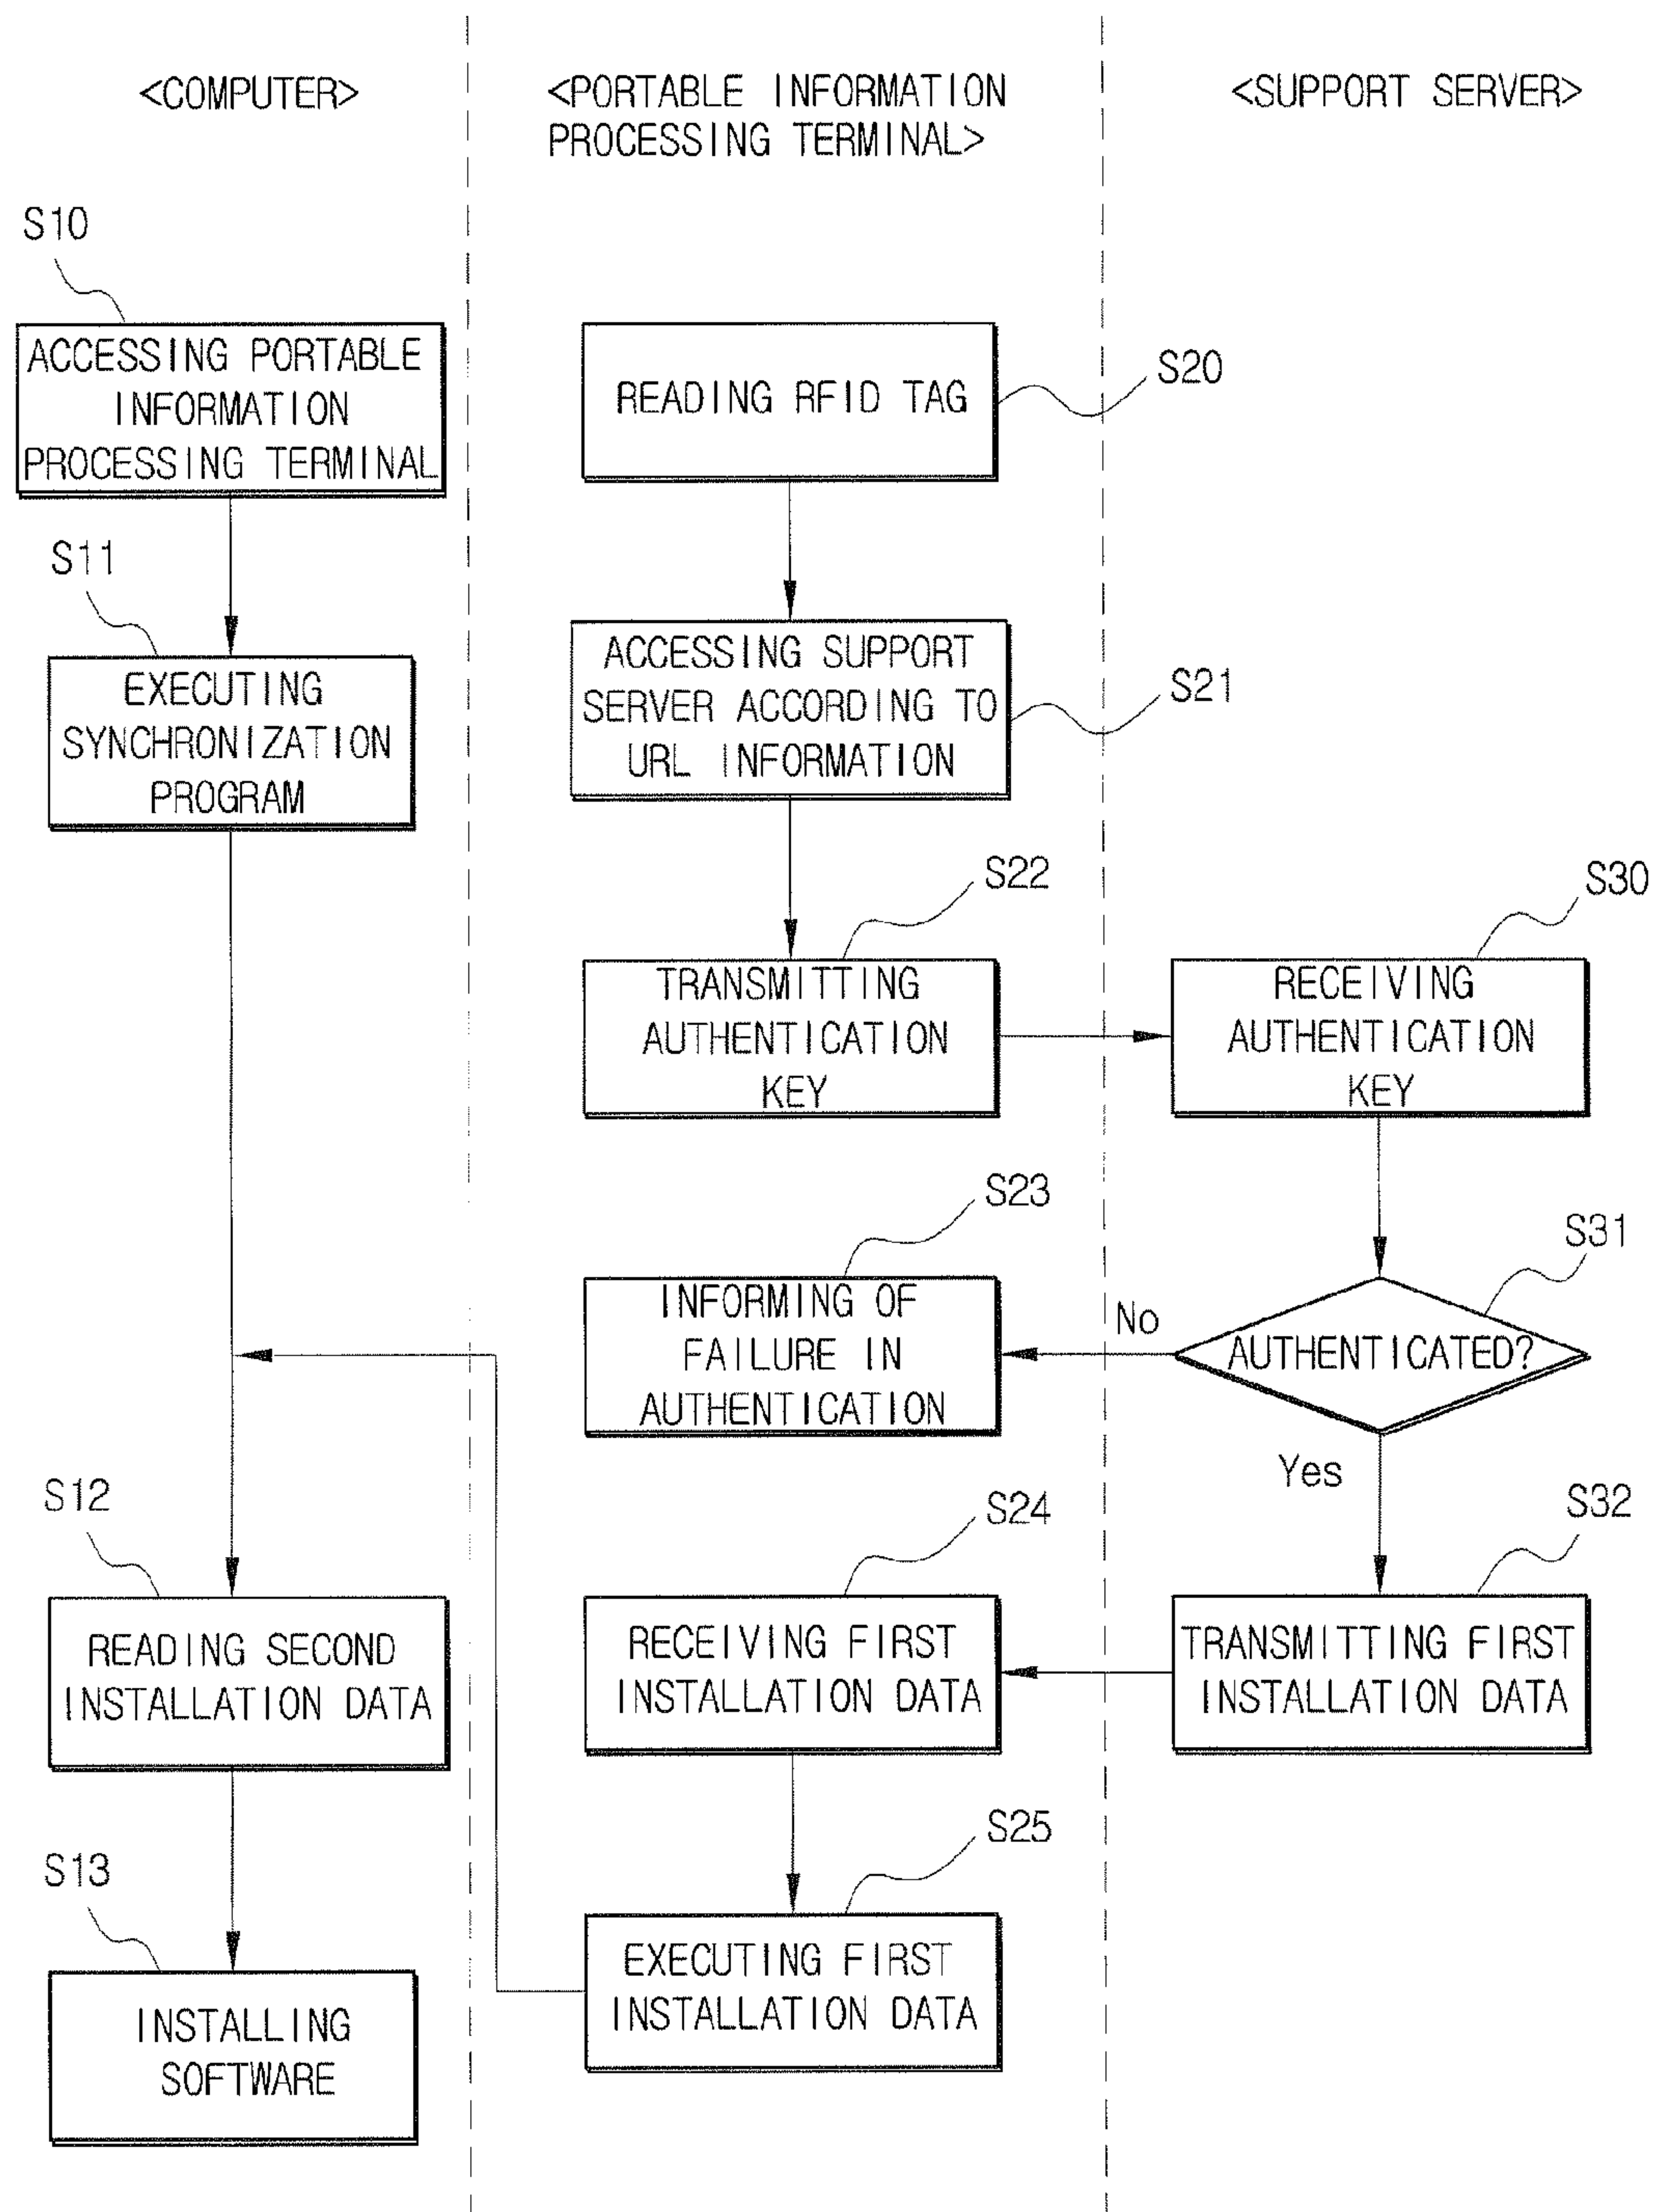 <COMPUTER>
<PORTABLE INFORMATION
PROCESSING TERMINAL>
<SUPPORT SERVER>
S10
ACCESSING PORTABLE
INFORMATION
PROCESSING TERMINAL
S11
EXECUTING
SYNCHRONIZATION
PROGRAM
S12
READING SECOND
INSTALLATION DATA
S13
INSTALLING
SOFTWARE
S20
READING RFID TAG
S21
ACCESSING SUPPORT
SERVER ACCORDING TO
URL INFORMATION
S22
TRANSMITTING
AUTHENTICATION
KEY
S23
INFORMING OF
FAILURE IN
AUTHENTICATION
S24
RECEIVING FIRST
INSTALLATION DATA
S25
EXECUTING FIRST
INSTALLATION DATA
S30
RECEIVING
AUTHENTICATION
KEY
S31
AUTHENTICATED?
No
Yes
S32
TRANSMITTING FIRST
INSTALLATION DATA